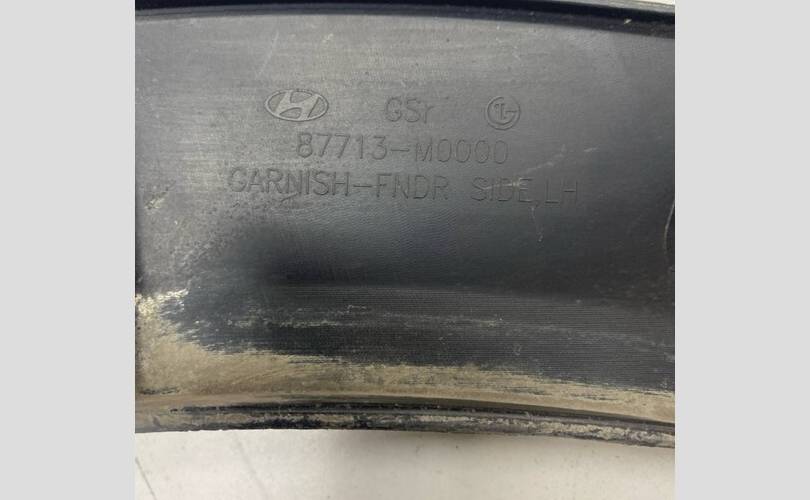 GSr
87713-M0000
GARNISH-FNDR SIDE,LH